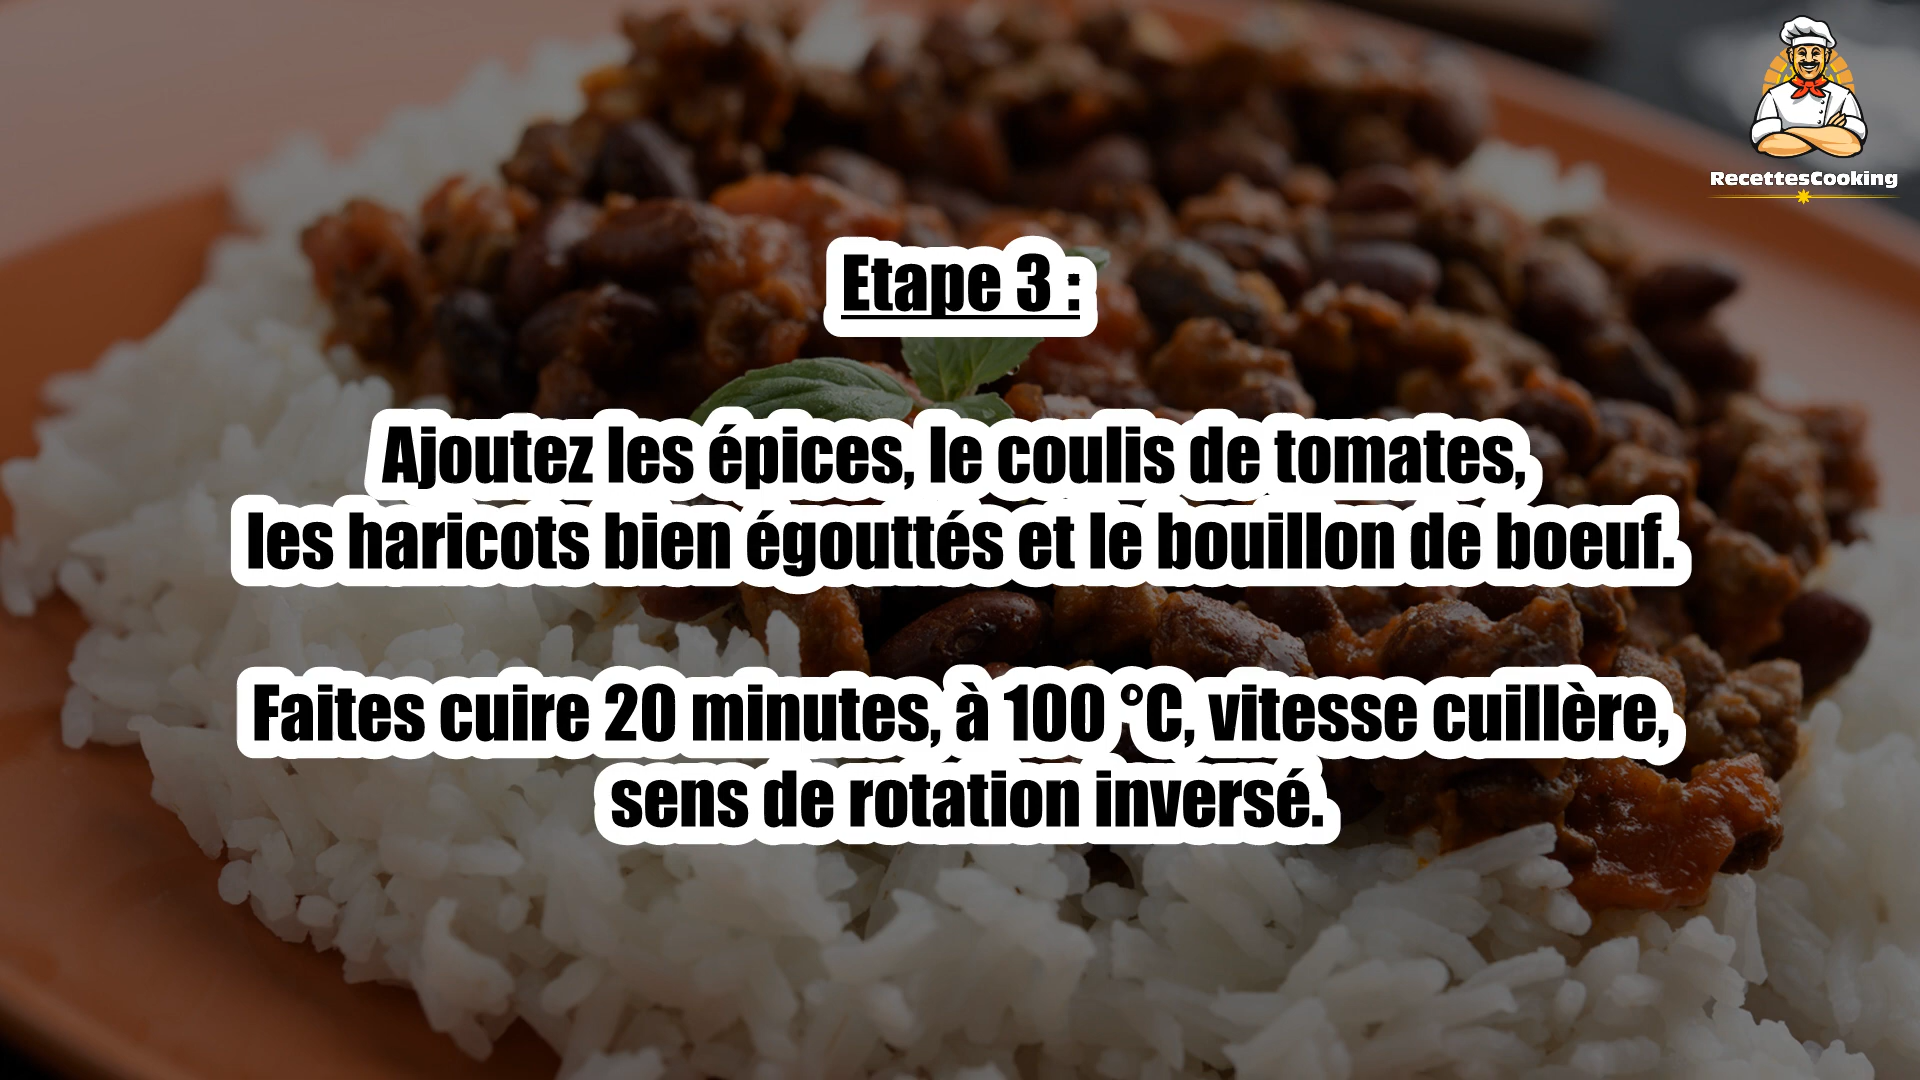 RecettesCooking
Etape 3 :
Ajoutez les épices, le coulis de tomates,
les haricots bien égouttés et le bouillon de boeuf.
Faites cuire 20 minutes, à 100 °C, vitesse cuillère,
sens de rotation inversé.